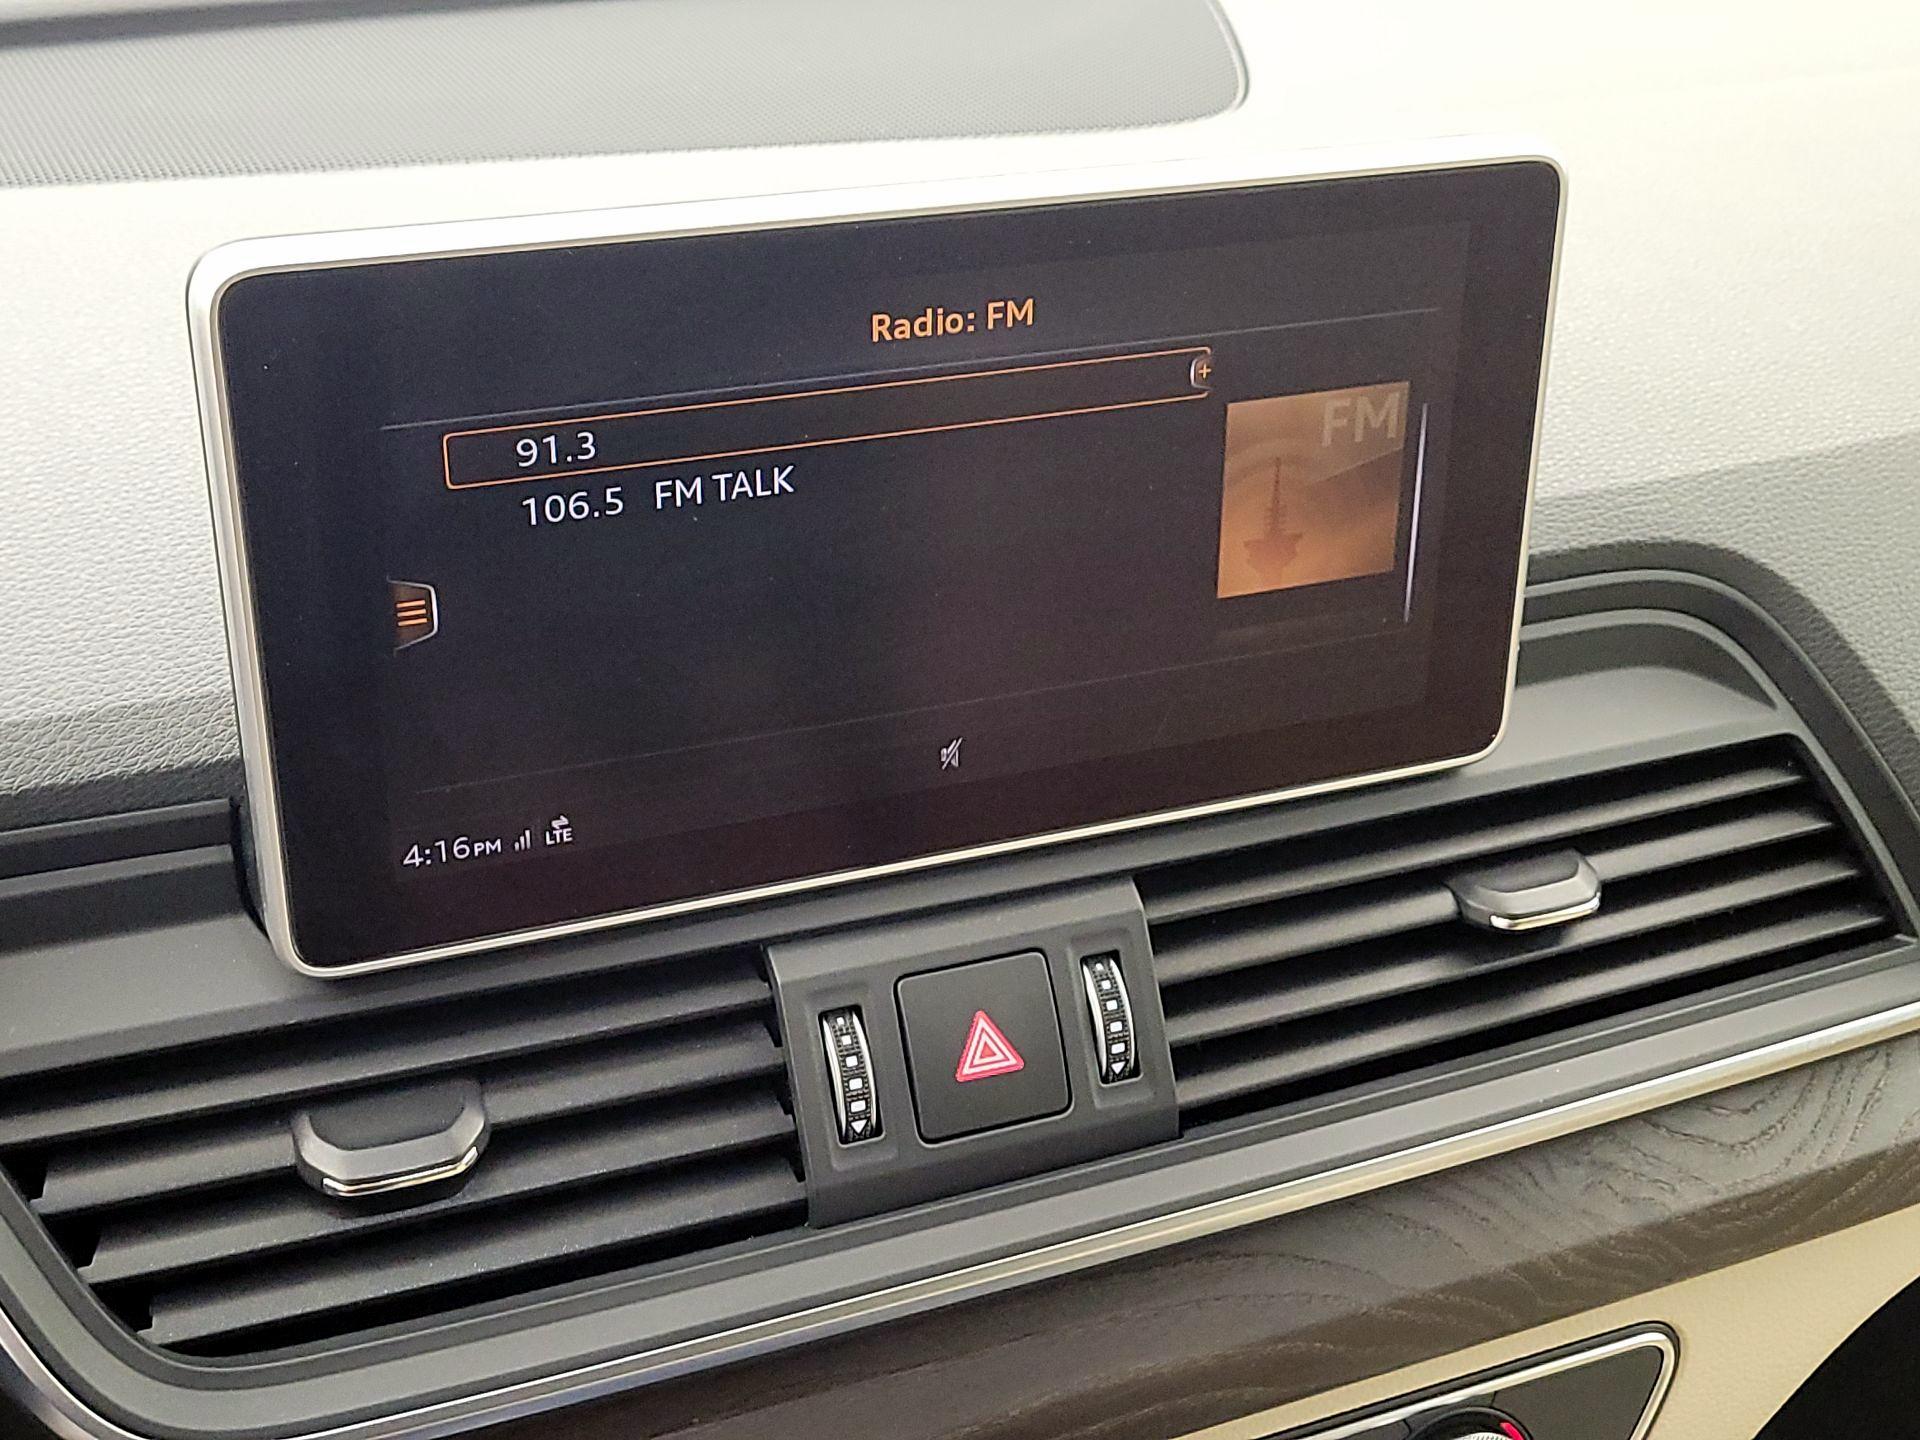 Radio: FM
91.3
106.5 FM TALK
FM
4:16PM LTE